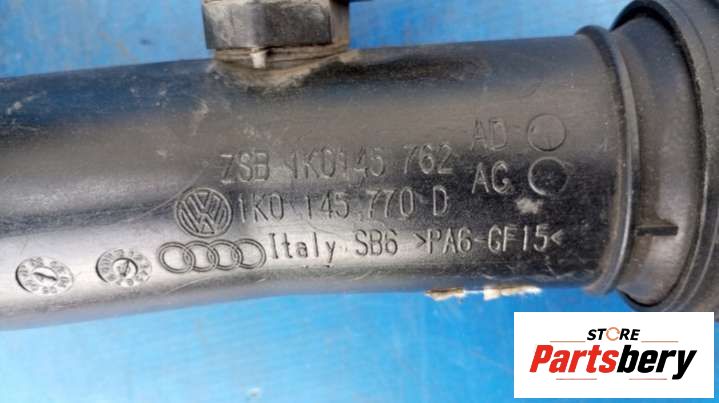 ZSB 1K0145 762 AD
AG
1K0 145 770 D
Italy SB6 >PA6-GF15<
STORE
Partsbery